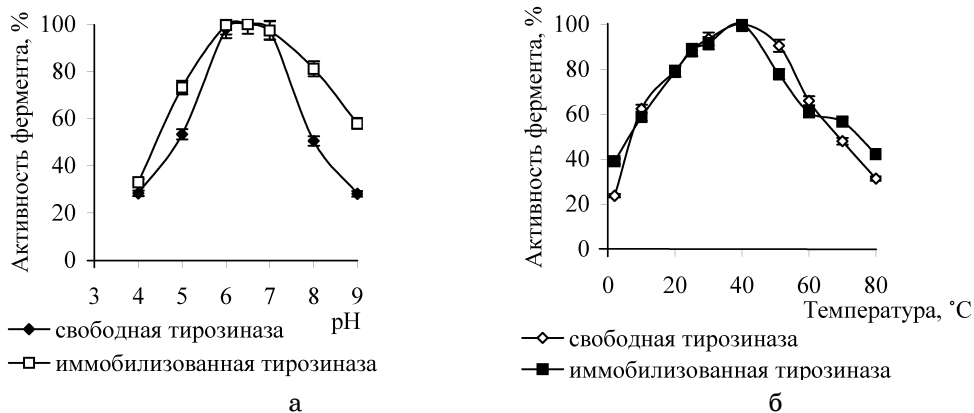 Активность фермента, %
100
80
60
40
20
0
3 4 5 6 7 8 9
pH
свободная тирозиназа
иммобилизованная тирозиназа
а
Активность фермента, %
100
80
60
40
20
0
0 20 40 60 80
Температура, ˚C
свободная тирозиназа
иммобилизованная тирозиназа
б